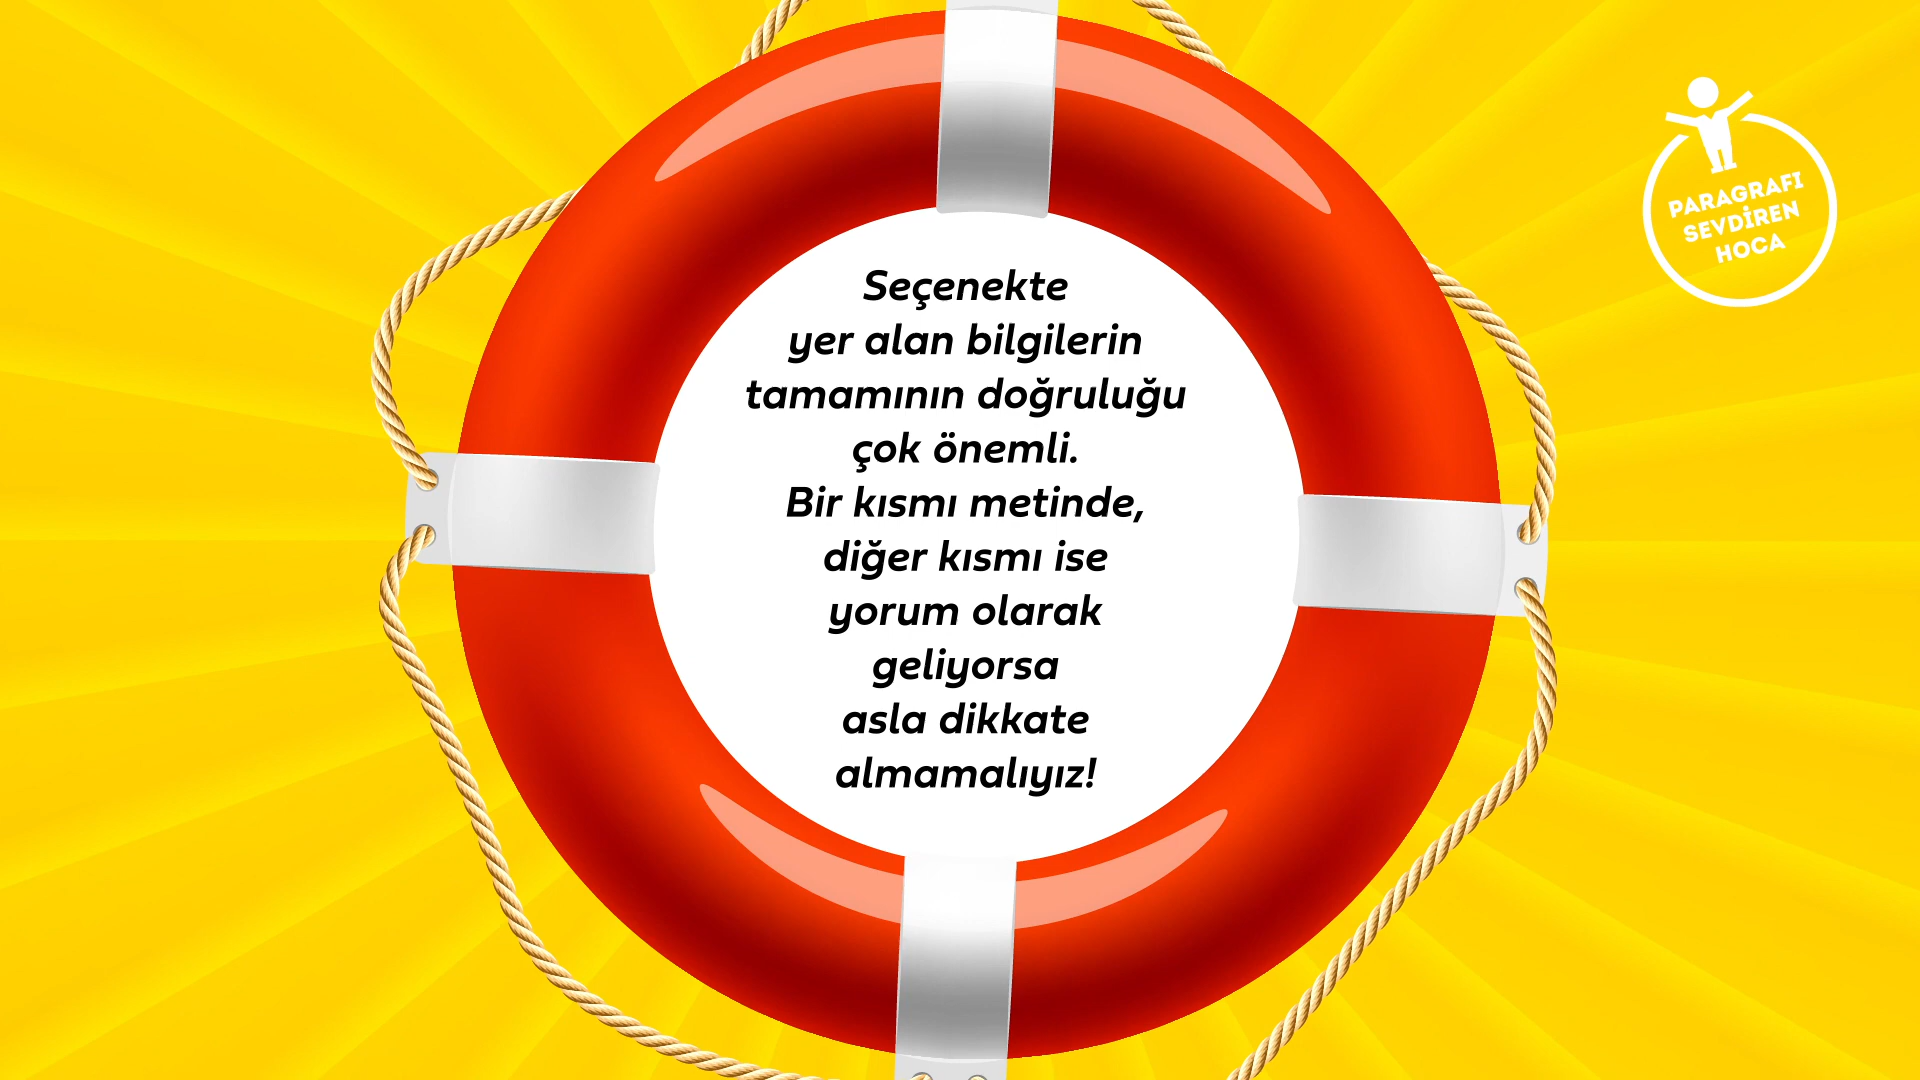 Seçenekte
yer alan bilgilerin
tamamının doğruluğu
çok önemli.
Bir kısmı metinde,
diğer kısmı ise
yorum olarak
geliyorsa
asla dikkate
almamalıyız!
PARAGRAFI
SEVDİREN
HOCA